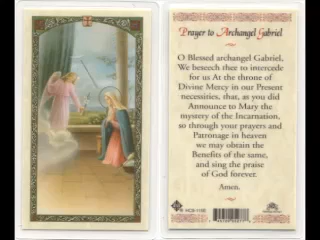 Prayer to Archangel Gabriel
O Blessed archangel Gabriel,
We beseech thee to intercede
for us At the throne of
Divine Mercy in our Present
necessities, that, as you did
Announce to Mary the
mystery of the Incarnation,
so through your prayers and
Patronage in heaven
we may obtain the
Benefits of the same,
and sing the praise
of God forever.
Amen.